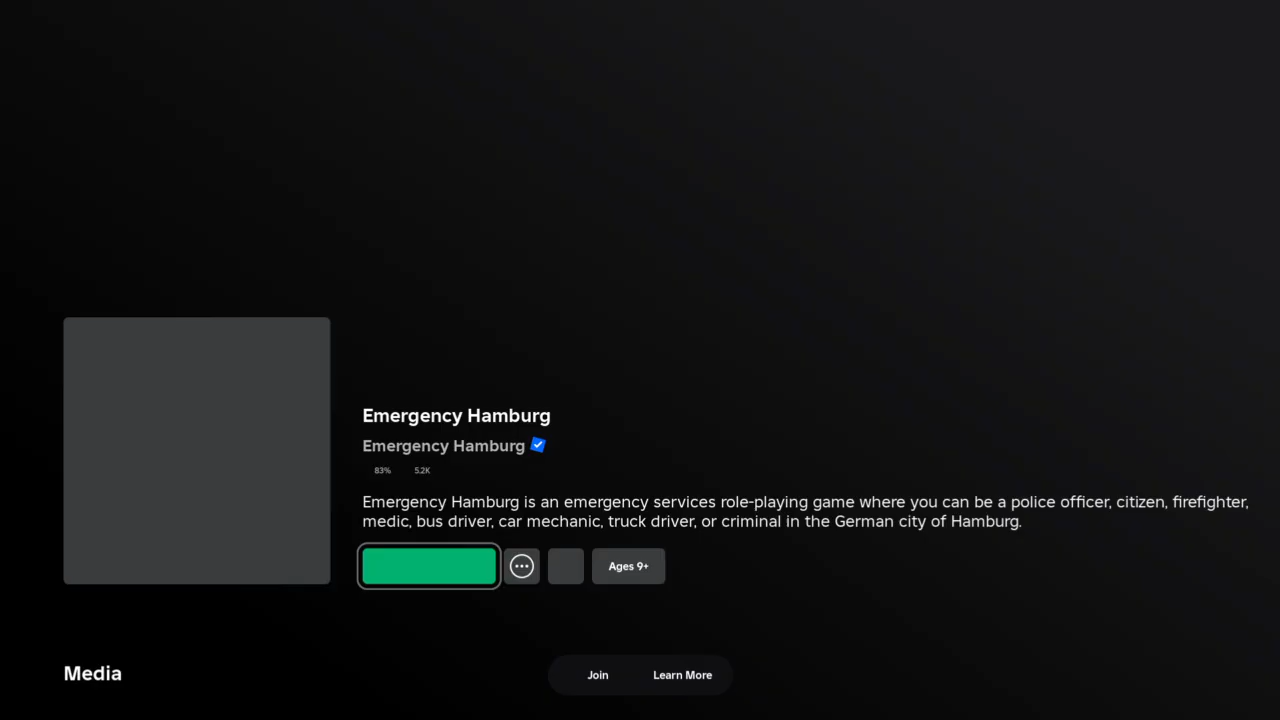 Emergency Hamburg
Emergency Hamburg
83% 5.2K
Emergency Hamburg is an emergency services role-playing game where you can be a police officer, citizen, firefighter,
medic, bus driver, car mechanic, truck driver, or criminal in the German city of Hamburg.
Ages 9+
Media
Join Learn More